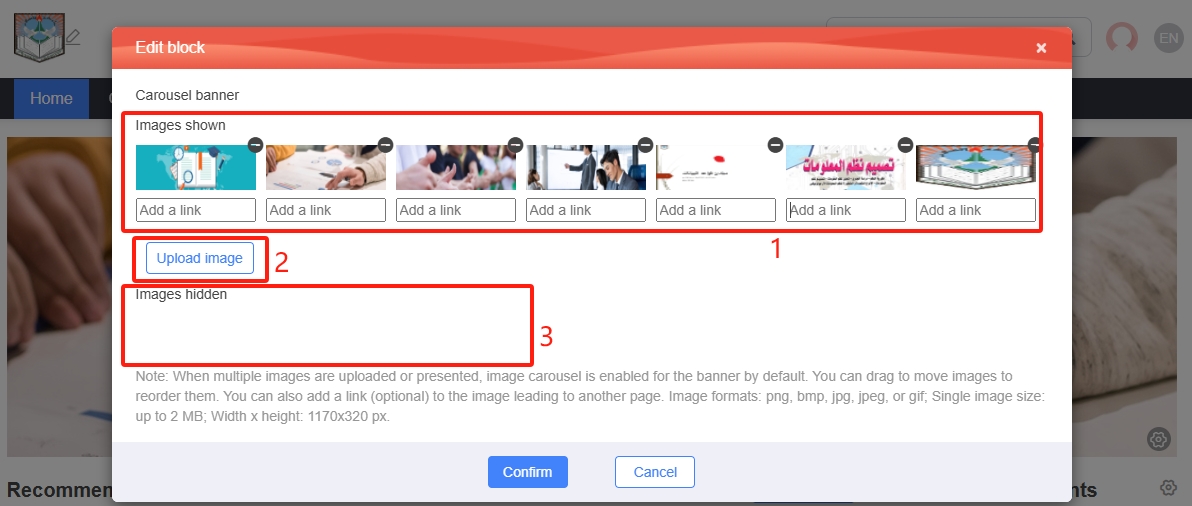 Edit block
EN
Home
Carousel banner
Images shown
تصميم نظم المعلومات
Add a link
Add a link
Add a link
Add a link
Add a link
Add a link
Add a link
1
Upload image
2
Images hidden
3
Note: When multiple images are uploaded or presented, image carousel is enabled for the banner by default. You can drag to move images to
reorder them. You can also add a link (optional) to the image leading to another page. Image formats: png, bmp, jpg, jpeg, or gif; Single image size:
up to 2 MB; Width x height: 1170x320 px.
Confirm
Cancel
Recommen
nts